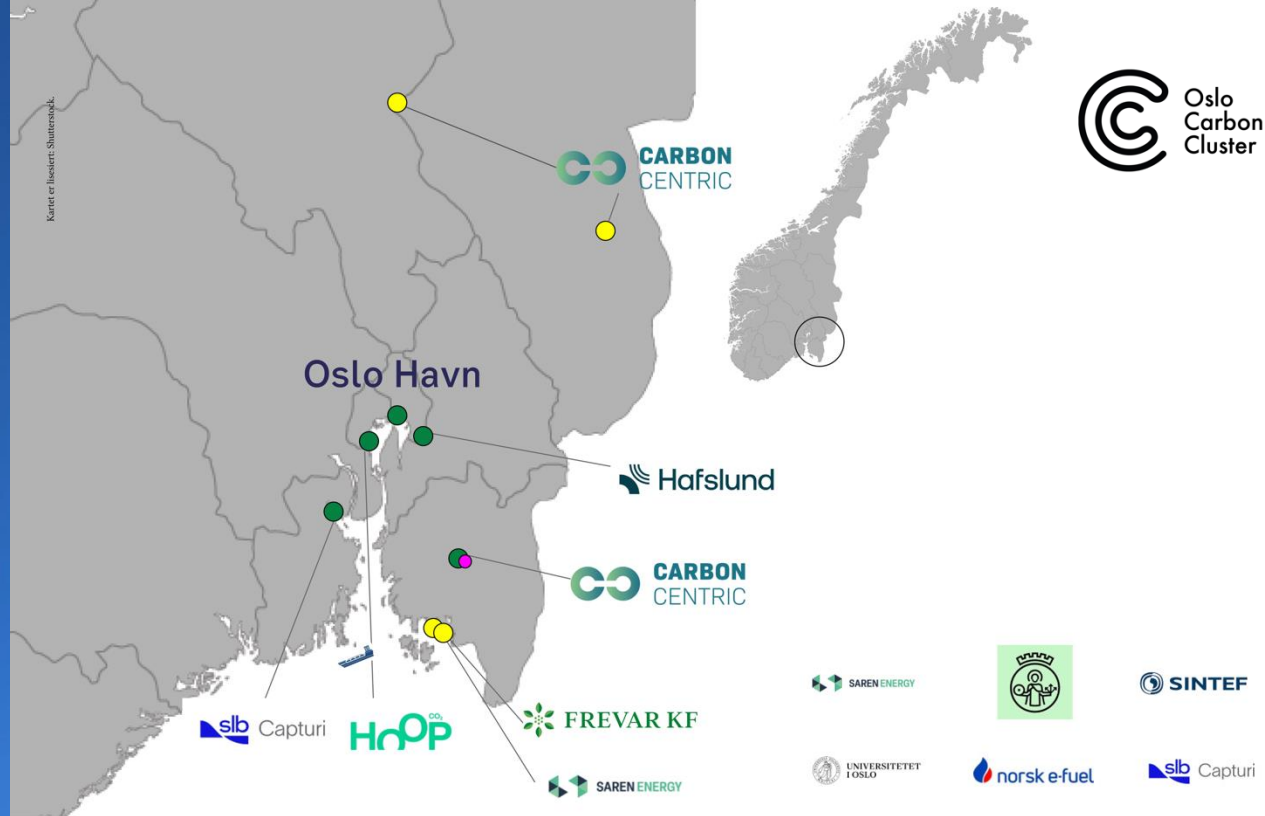 Kartet er lisesiert: Shutterstock.
CARBON
CENTRIC
Oslo
Carbon
Cluster
Oslo Havn
Hafslund
CARBON
CENTRIC
slb Capturi
HOOP
CO₂
FREVAR KF
SAREN ENERGY
SAREN ENERGY
SINTEF
UNIVERSITETET
I OSLO
norsk e-fuel
slb Capturi